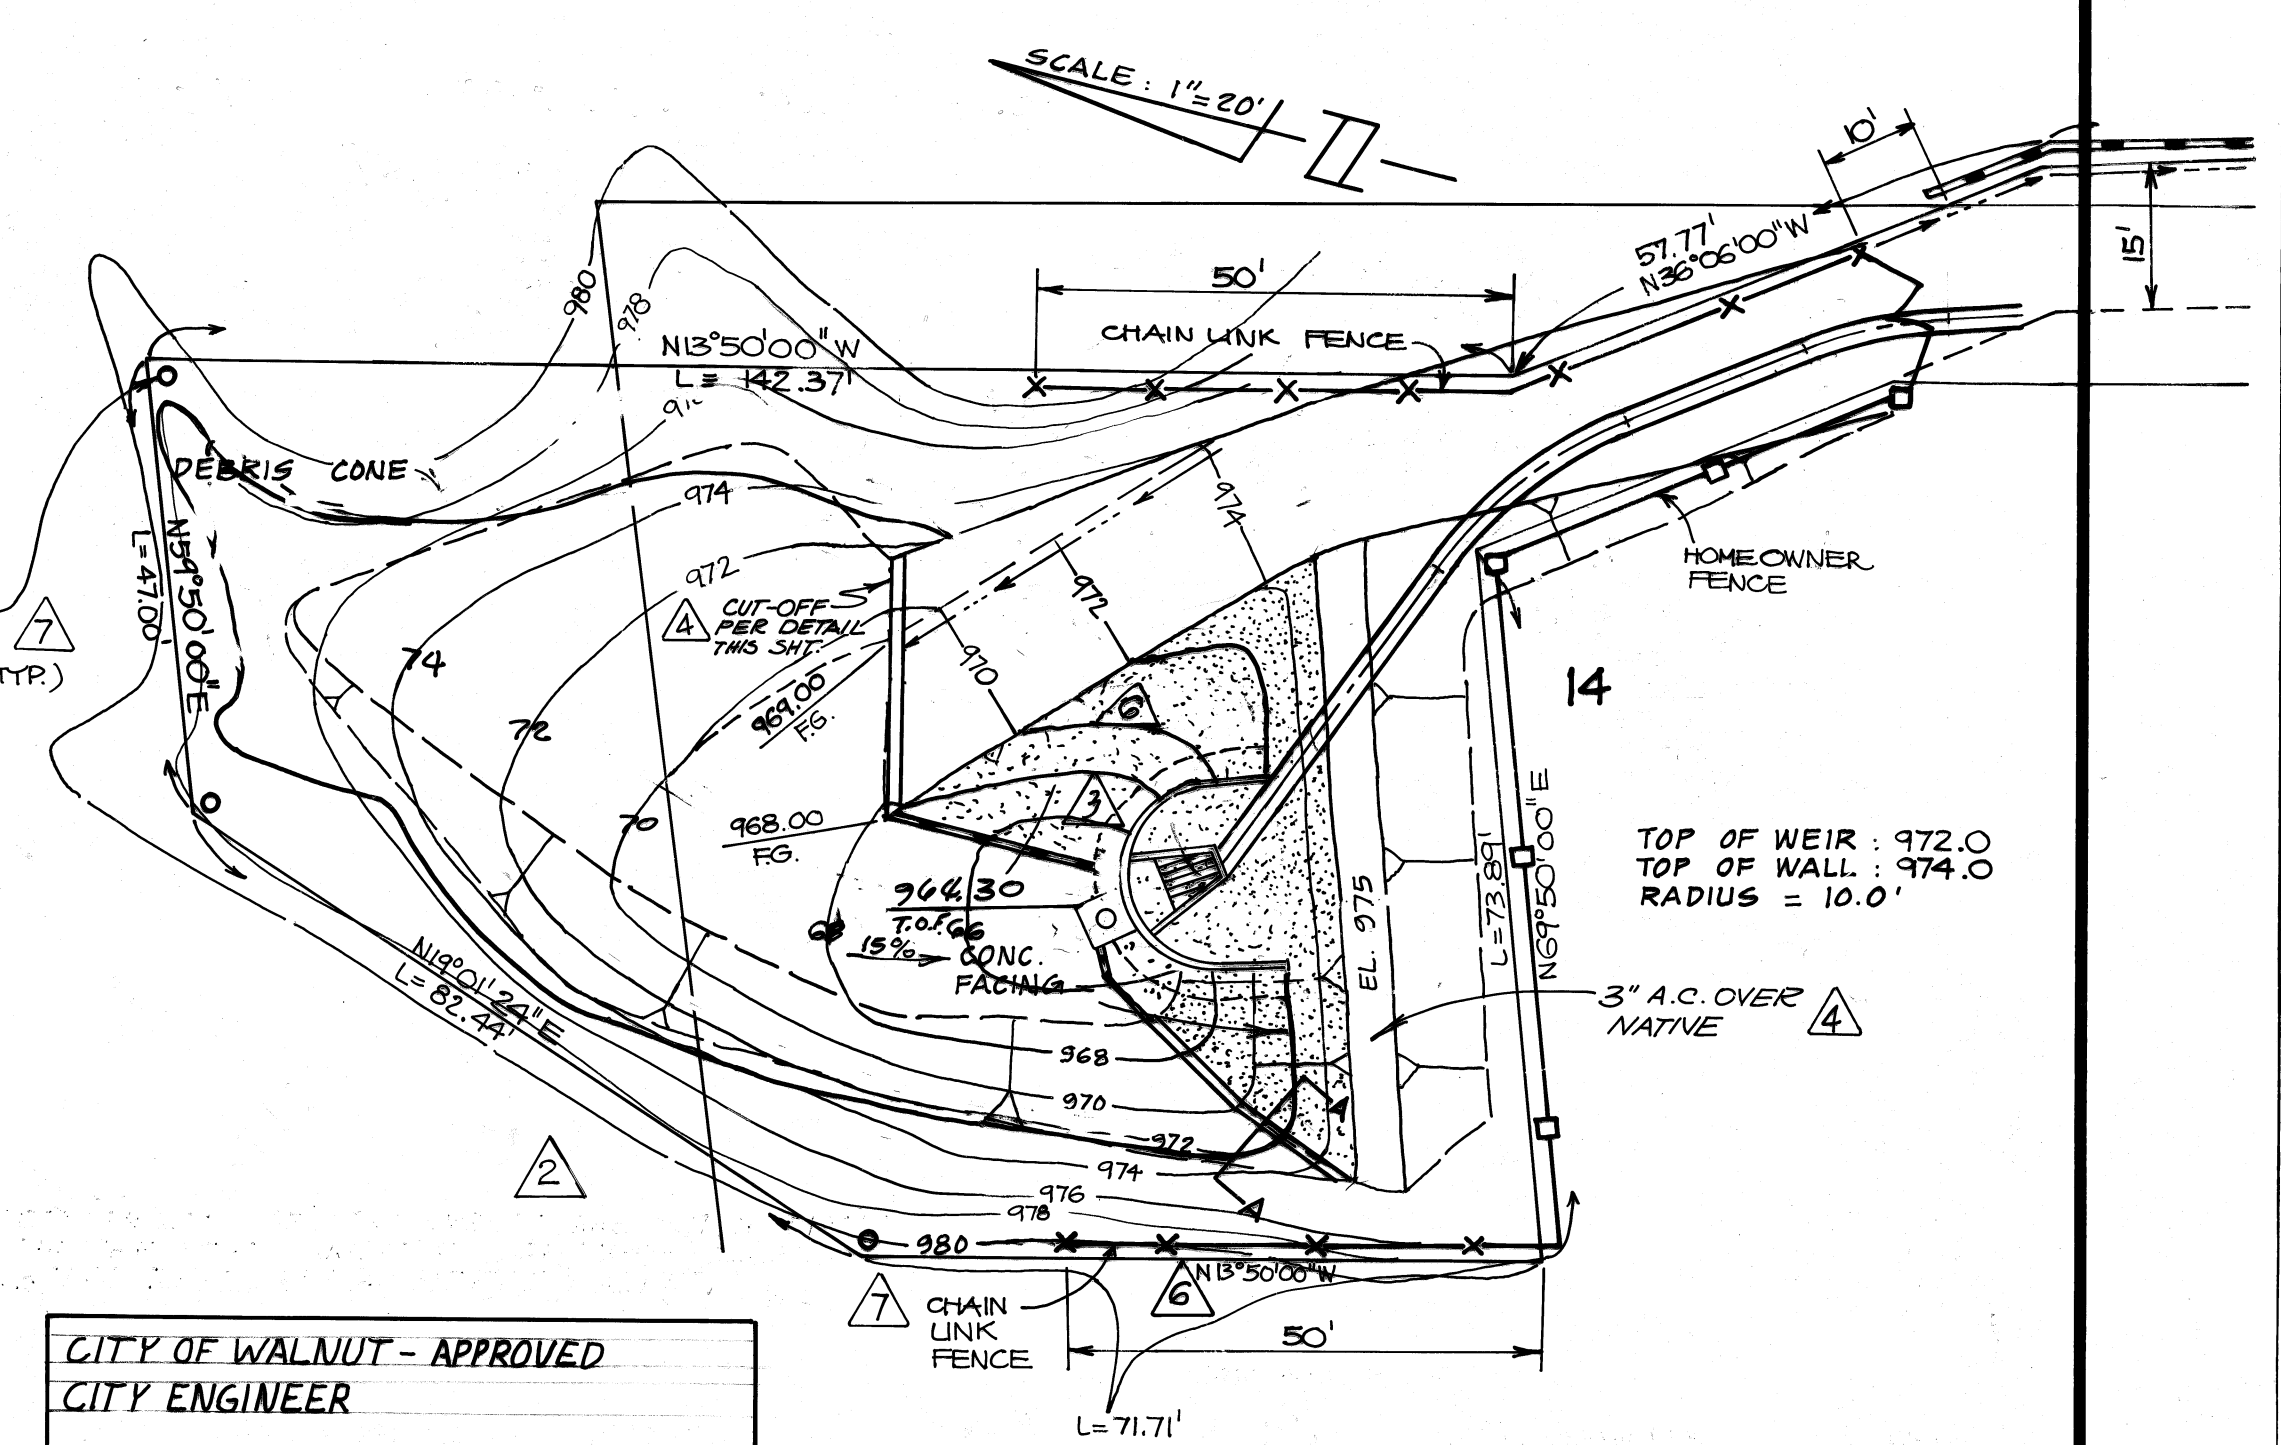 SCALE : 1"=20'
10'
15'
57.77'
N36°06'00"W
50'
CHAIN LINK FENCE
980
978
N13°50'00"W
L = 142.37'
DEBRIS CONE
974
972
974
972
970
4
CUT-OFF
PER DETAIL
THIS SHT.
HOMEOWNER
FENCE
N59°50'00"E
L=47.00'
7
TYP.)
74
72
70
969.00
F.G.
968.00
F.G.
6
3
14
964.30
T.O.F.
66
15%
CONC.
FACING
EL. 975
L=73.89'
N69°50'00"E
TOP OF WEIR : 972.0
TOP OF WALL : 974.0
RADIUS = 10.0'
3" A.C. OVER
NATIVE
4
N19°01'24"E
L=82.44'
968
970
972
974
976
978
980
A
A
2
7
CHAIN
LINK
FENCE
6
N13°50'00"W
50'
L=71.71'
CITY OF WALNUT - APPROVED
CITY ENGINEER